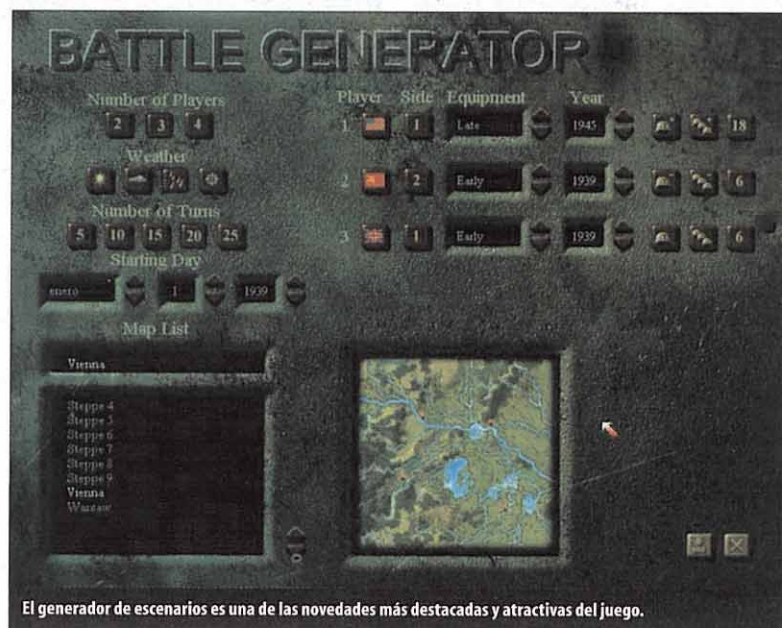 BATTLE GENERATOR
Number of Players
2 3 4
Weather
Number of Turns
5 10 15 20 25
Starting Day
enero 1 1939
Map List
Vienna
Steppe 4
Steppe 5
Steppe 6
Steppe 7
Steppe 8
Steppe 9
Vienna
Warsaw
Player Side Equipment Year
1 1 Late 1945 18
2 2 Early 1939 6
3 1 Early 1939 6
El generador de escenarios es una de las novedades más destacadas y atractivas del juego.